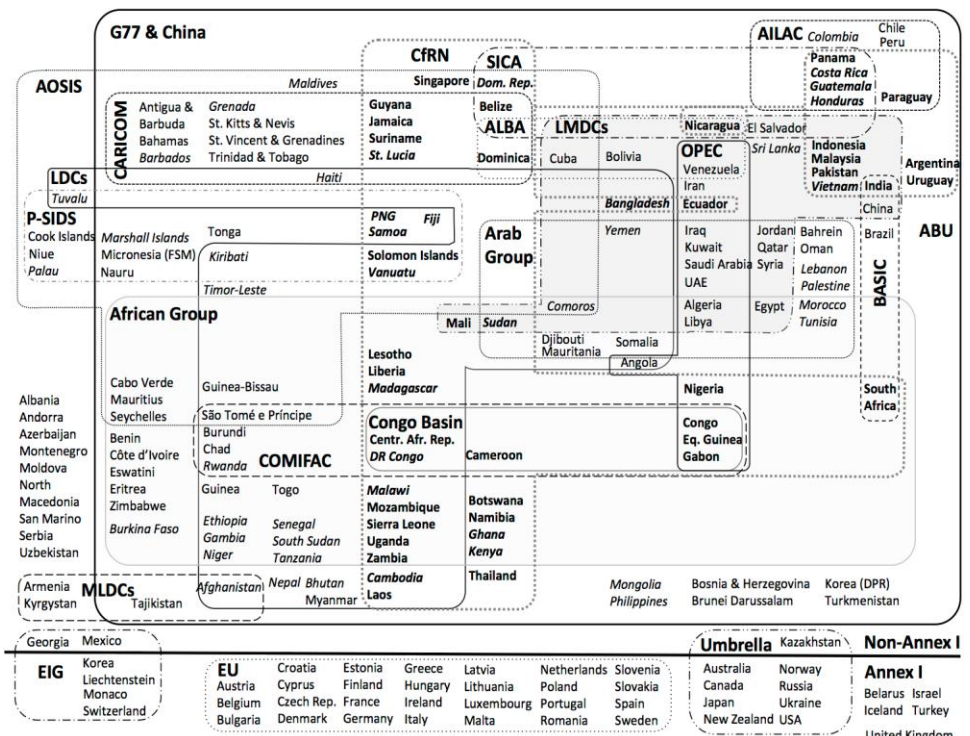 G77 & China
AILAC Colombia Chile
Peru
CfRN
SICA
Panama
Costa Rica
Guatemala
Honduras
Paraguay
AOSIS
Maldives
Singapore Dom. Rep.
CARICOM
Antigua & Barbuda
Bahamas
Barbados
Grenada
St. Kitts & Nevis
St. Vincent & Grenadines
Trinidad & Tobago
Guyana
Jamaica
Suriname
St. Lucia
Belize
ALBA
LMDCs
Nicaragua
El Salvador
Dominica
Cuba
Bolivia
OPEC
Sri Lanka
Indonesia
Malaysia
Pakistan
Vietnam
Argentina
Uruguay
Venezuela
Iran
India
Haiti
LDCs
Tuvalu
Bangladesh
Ecuador
China
P-SIDS
Cook Islands
Niue
Palau
Marshall Islands
Micronesia (FSM)
Nauru
Tonga
Kiribati
PNG
Samoa
Fiji
Solomon Islands
Vanuatu
Arab Group
Yemen
Iraq
Kuwait
Saudi Arabia
UAE
Jordan
Qatar
Syria
Bahrain
Oman
Lebanon
Palestine
Brazil
ABU
BASIC
Timor-Leste
African Group
Comoros
Algeria
Libya
Egypt
Morocco
Tunisia
Mali
Sudan
Djibouti
Mauritania
Somalia
Angola
Lesotho
Liberia
Madagascar
Cabo Verde
Mauritius
Seychelles
Guinea-Bissau
Nigeria
South Africa
Albania
Andorra
Azerbaijan
Montenegro
Moldova
North
Macedonia
San Marino
Serbia
Uzbekistan
São Tomé e Príncipe
Burundi
Chad
Rwanda
COMIFAC
Congo Basin
Centr. Afr. Rep.
DR Congo
Cameroon
Congo
Eq. Guinea
Gabon
Benin
Côte d'Ivoire
Eswatini
Eritrea
Zimbabwe
Burkina Faso
Guinea
Togo
Ethiopia
Gambia
Niger
Senegal
South Sudan
Tanzania
Malawi
Mozambique
Sierra Leone
Uganda
Zambia
Botswana
Namibia
Ghana
Kenya
Cambodia
Laos
Thailand
Armenia
Kyrgystan
MLDCs
Tajikistan
Afghanistan
Nepal
Bhutan
Myanmar
Mongolia
Philippines
Bosnia & Herzegovina
Brunei Darussalam
Korea (DPR)
Turkmenistan
Georgia Mexico
Umbrella Kazakhstan
Non-Annex I
EIG
Korea
Liechtenstein
Monaco
Switzerland
EU
Austria
Belgium
Bulgaria
Croatia
Cyprus
Czech Rep.
Denmark
Estonia
Finland
France
Germany
Greece
Hungary
Ireland
Italy
Latvia
Lithuania
Luxembourg
Malta
Netherlands
Poland
Portugal
Romania
Slovenia
Slovakia
Spain
Sweden
Australia
Canada
Japan
New Zealand
Norway
Russia
Ukraine
USA
Annex I
Belarus Israel
Iceland Turkey
United Kingdom